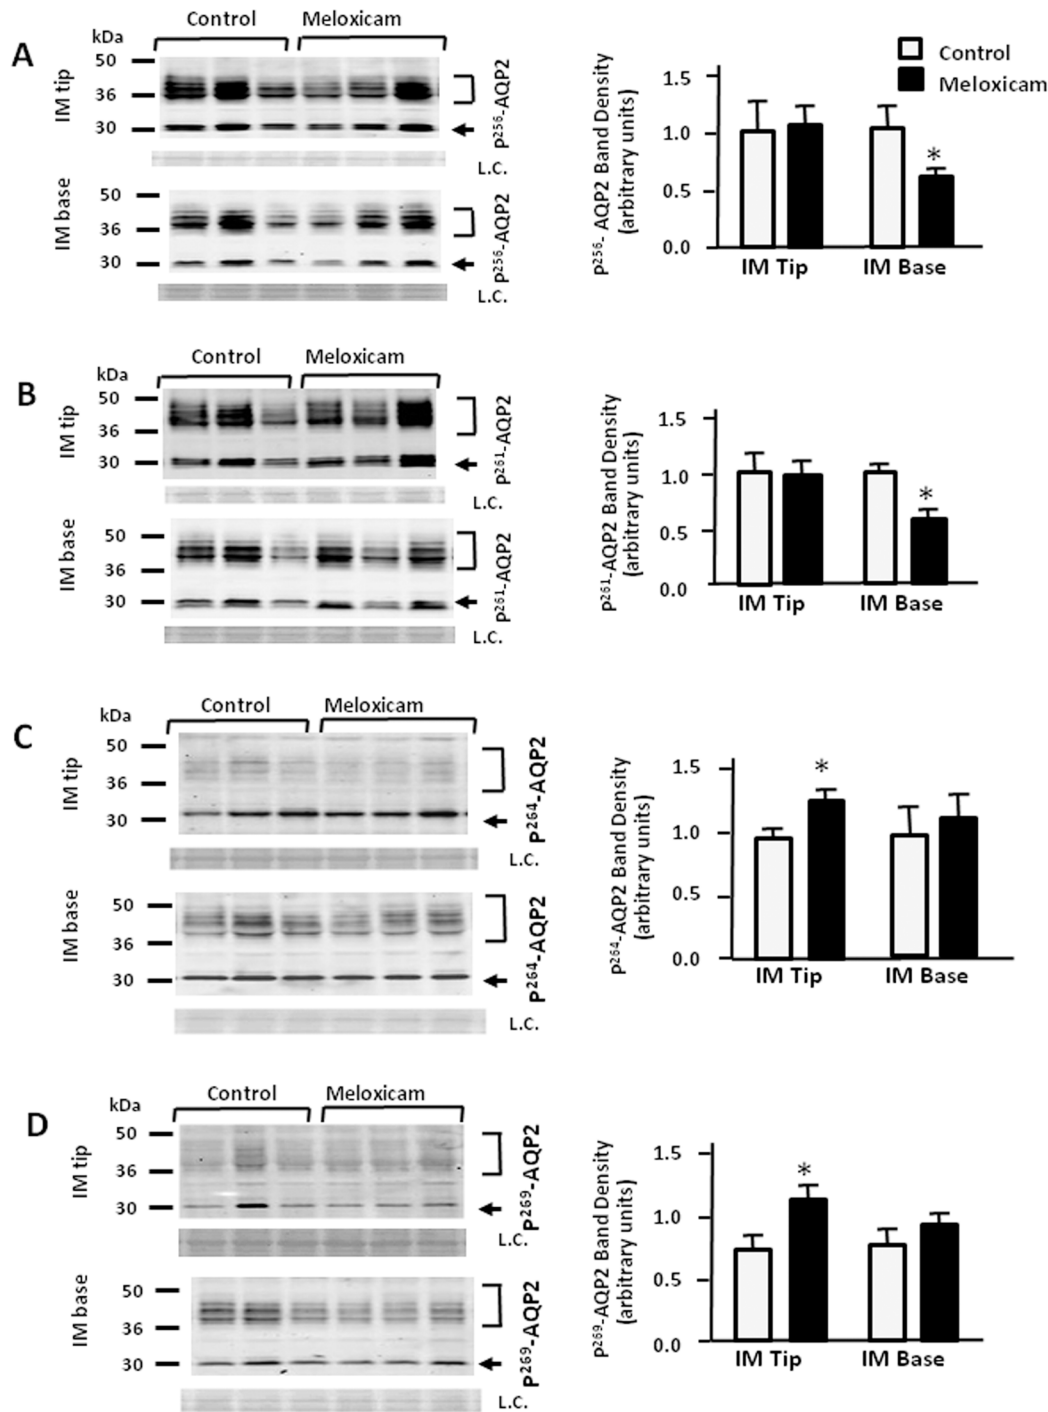 A
Control Meloxicam
kDa
50
36
30
IM tip
p256-AQP2
L.C.
50
36
30
IM base
p256-AQP2
L.C.
Control
Meloxicam
p256- AQP2 Band Density
(arbitrary units)
1.5
1.0
0.5
0.0
*
IM Tip IM Base
B
Control Meloxicam
kDa
50
36
30
IM tip
p261-AQP2
L.C.
50
36
30
IM base
p261-AQP2
L.C.
p261-AQP2 Band Density
(arbitrary units)
1.5
1.0
0.5
0.0
*
IM Tip IM Base
C
Control Meloxicam
kDa
50
36
30
IM tip
P264-AQP2
L.C.
50
36
30
IM base
P264-AQP2
L.C.
p264-AQP2 Band Density
(arbitrary units)
1.5
1.0
0.5
0.0
*
IM Tip IM Base
D
Control Meloxicam
kDa
50
36
30
IM tip
P269-AQP2
L.C.
50
36
30
IM base
P269-AQP2
L.C.
p269-AQP2 Band Density
(arbitrary units)
1.5
1.0
0.5
0.0
*
IM Tip IM Base